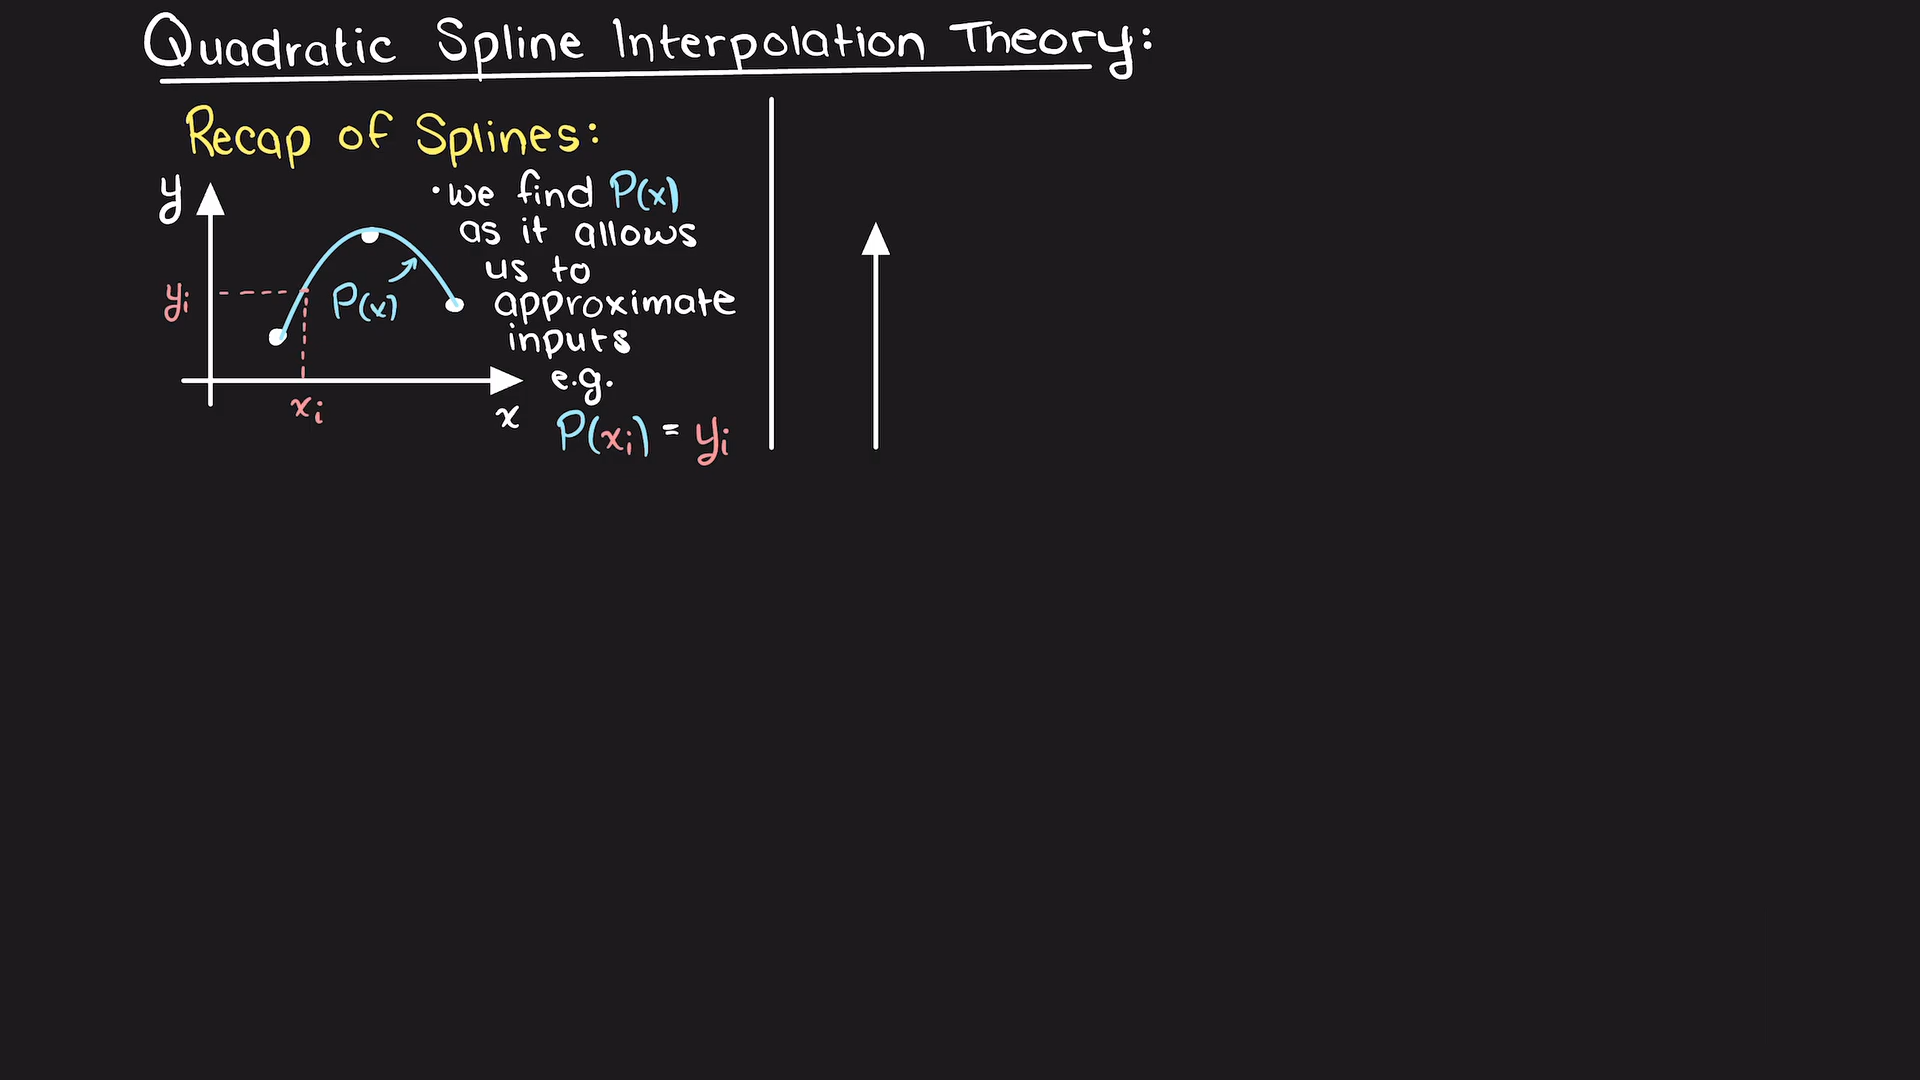 Quadratic Spline Interpolation Theory:
Recap of Splines:
y
yi
P(x)
xi
x
• we find P(x)
as it allows
us to
approximate
inputs
e.g.
P(xi) = yi